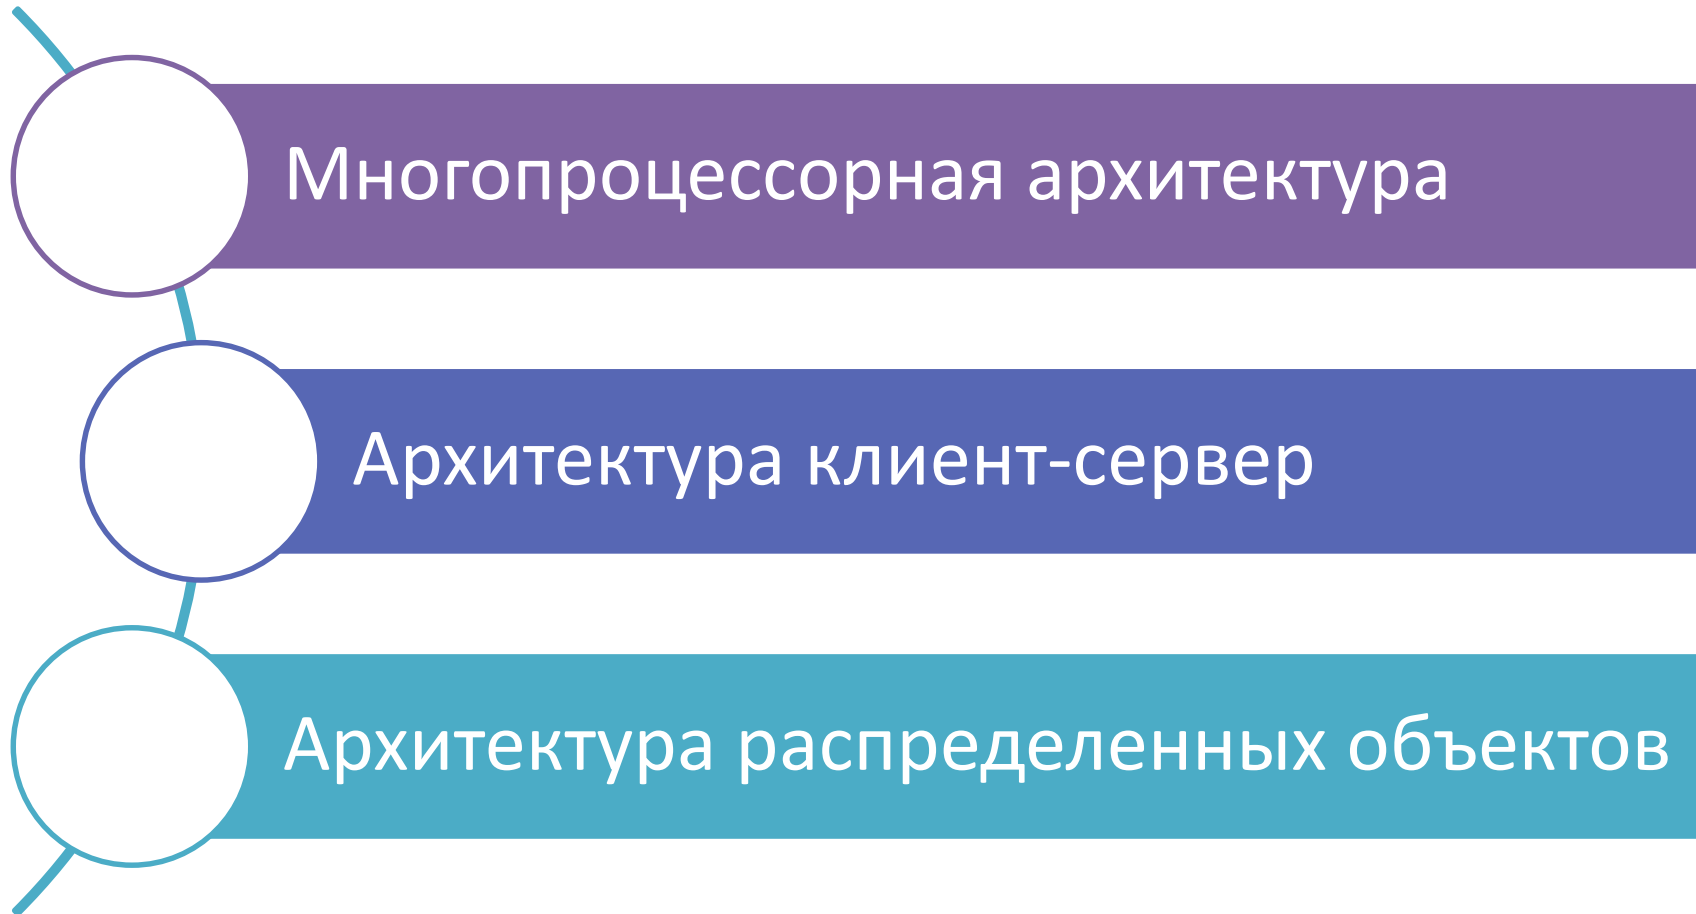 Многопроцессорная архитектура
Архитектура клиент-сервер
Архитектура распределенных объектов